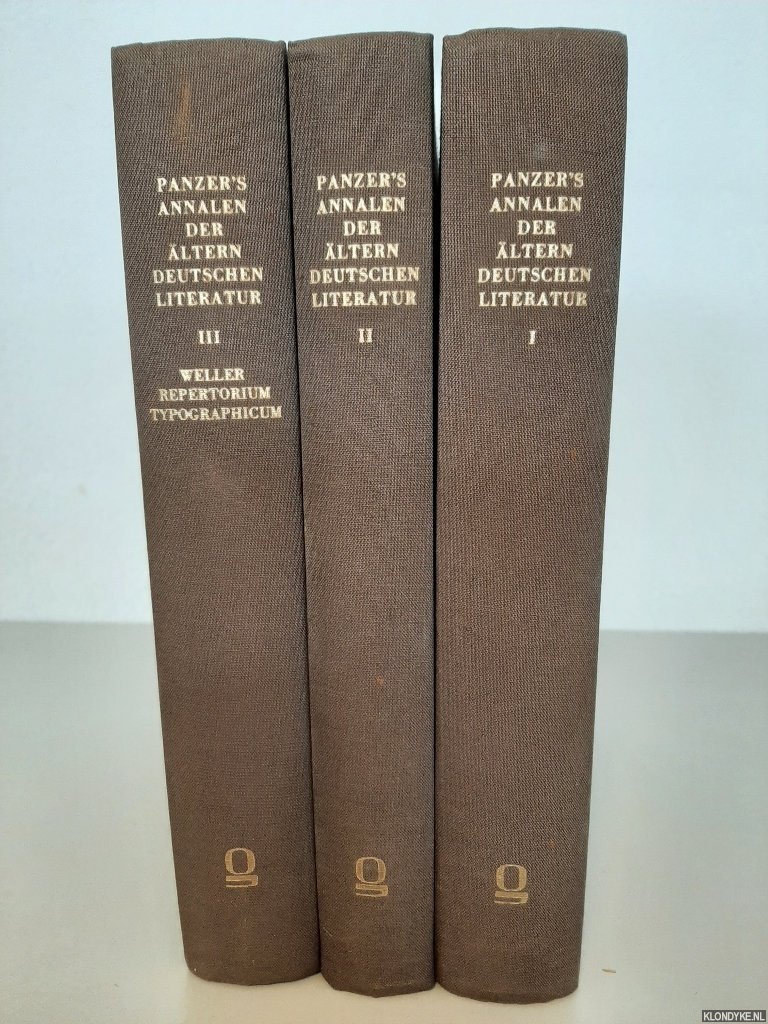 PANZER'S
ANNALEN
DER
ÄLTERN
DEUTSCHEN
LITERATUR
III
WELLER
REPERTORIUM
TYPOGRAPHICUM
PANZER'S
ANNALEN
DER
ÄLTERN
DEUTSCHEN
LITERATUR
II
PANZER'S
ANNALEN
DER
ÄLTERN
DEUTSCHEN
LITERATUR
I
KLONDYKE.NL